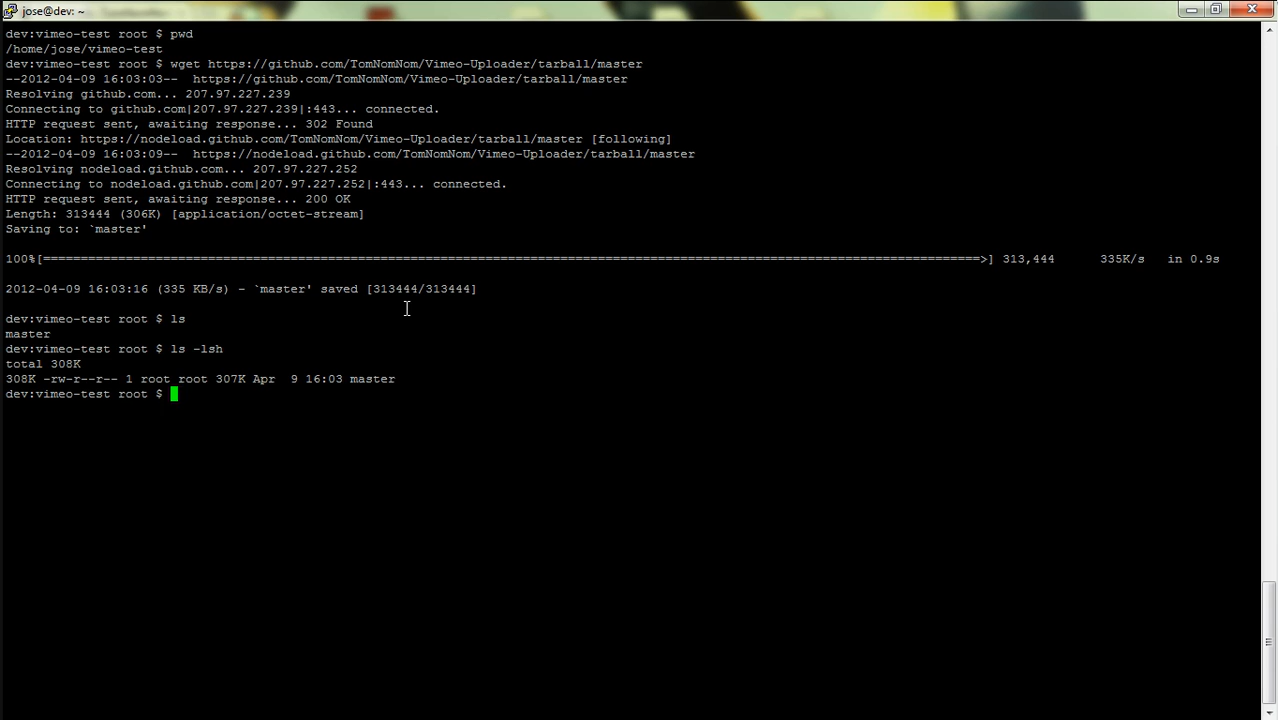 jose@dev: ~
dev:vimeo-test root $ pwd
/home/jose/vimeo-test
dev:vimeo-test root $ wget https://github.com/TomNomNom/Vimeo-Uploader/tarball/master
--2012-04-09 16:03:03--  https://github.com/TomNomNom/Vimeo-Uploader/tarball/master
Resolving github.com... 207.97.227.239
Connecting to github.com|207.97.227.239|:443... connected.
HTTP request sent, awaiting response... 302 Found
Location: https://nodeload.github.com/TomNomNom/Vimeo-Uploader/tarball/master [following]
--2012-04-09 16:03:09--  https://nodeload.github.com/TomNomNom/Vimeo-Uploader/tarball/master
Resolving nodeload.github.com... 207.97.227.252
Connecting to nodeload.github.com|207.97.227.252|:443... connected.
HTTP request sent, awaiting response... 200 OK
Length: 313444 (306K) [application/octet-stream]
Saving to: `master'
100%[==============================================================================================================================>] 313,444      335K/s   in 0.9s
2012-04-09 16:03:16 (335 KB/s) - `master' saved [313444/313444]
dev:vimeo-test root $ ls
master
dev:vimeo-test root $ ls -lsh
total 308K
308K -rw-r--r-- 1 root root 307K Apr  9 16:03 master
dev:vimeo-test root $